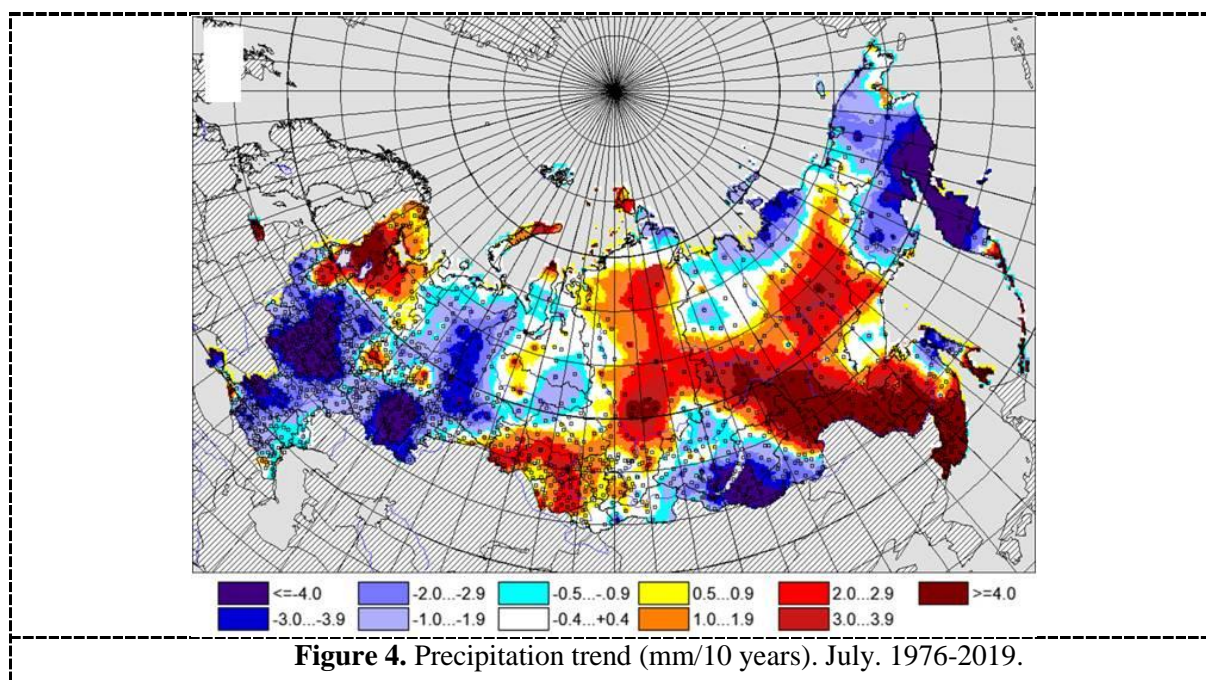 <=-4.0 -2.0...-2.9 -0.5...-.0.9 0.5...0.9 2.0...2.9 >=4.0
-3.0...-3.9 -1.0...-1.9 -0.4...+0.4 1.0...1.9 3.0...3.9
Figure 4. Precipitation trend (mm/10 years). July. 1976-2019.